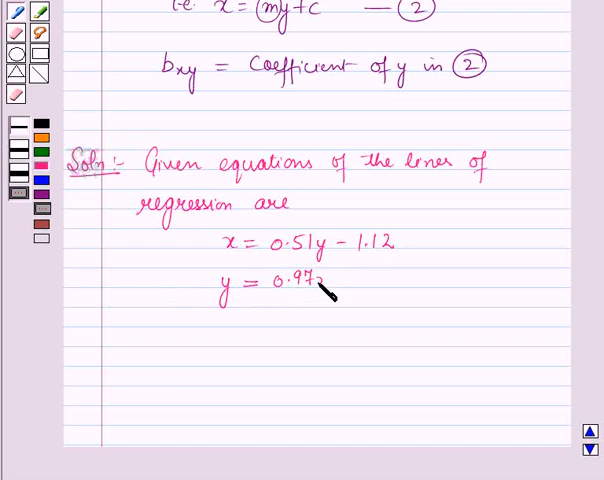 i.e. x = my + c — 2
bxy = Coefficient of y in 2
Soln:- Given equations of the lines of
regression are
x = 0.51y - 1.12
y = 0.97